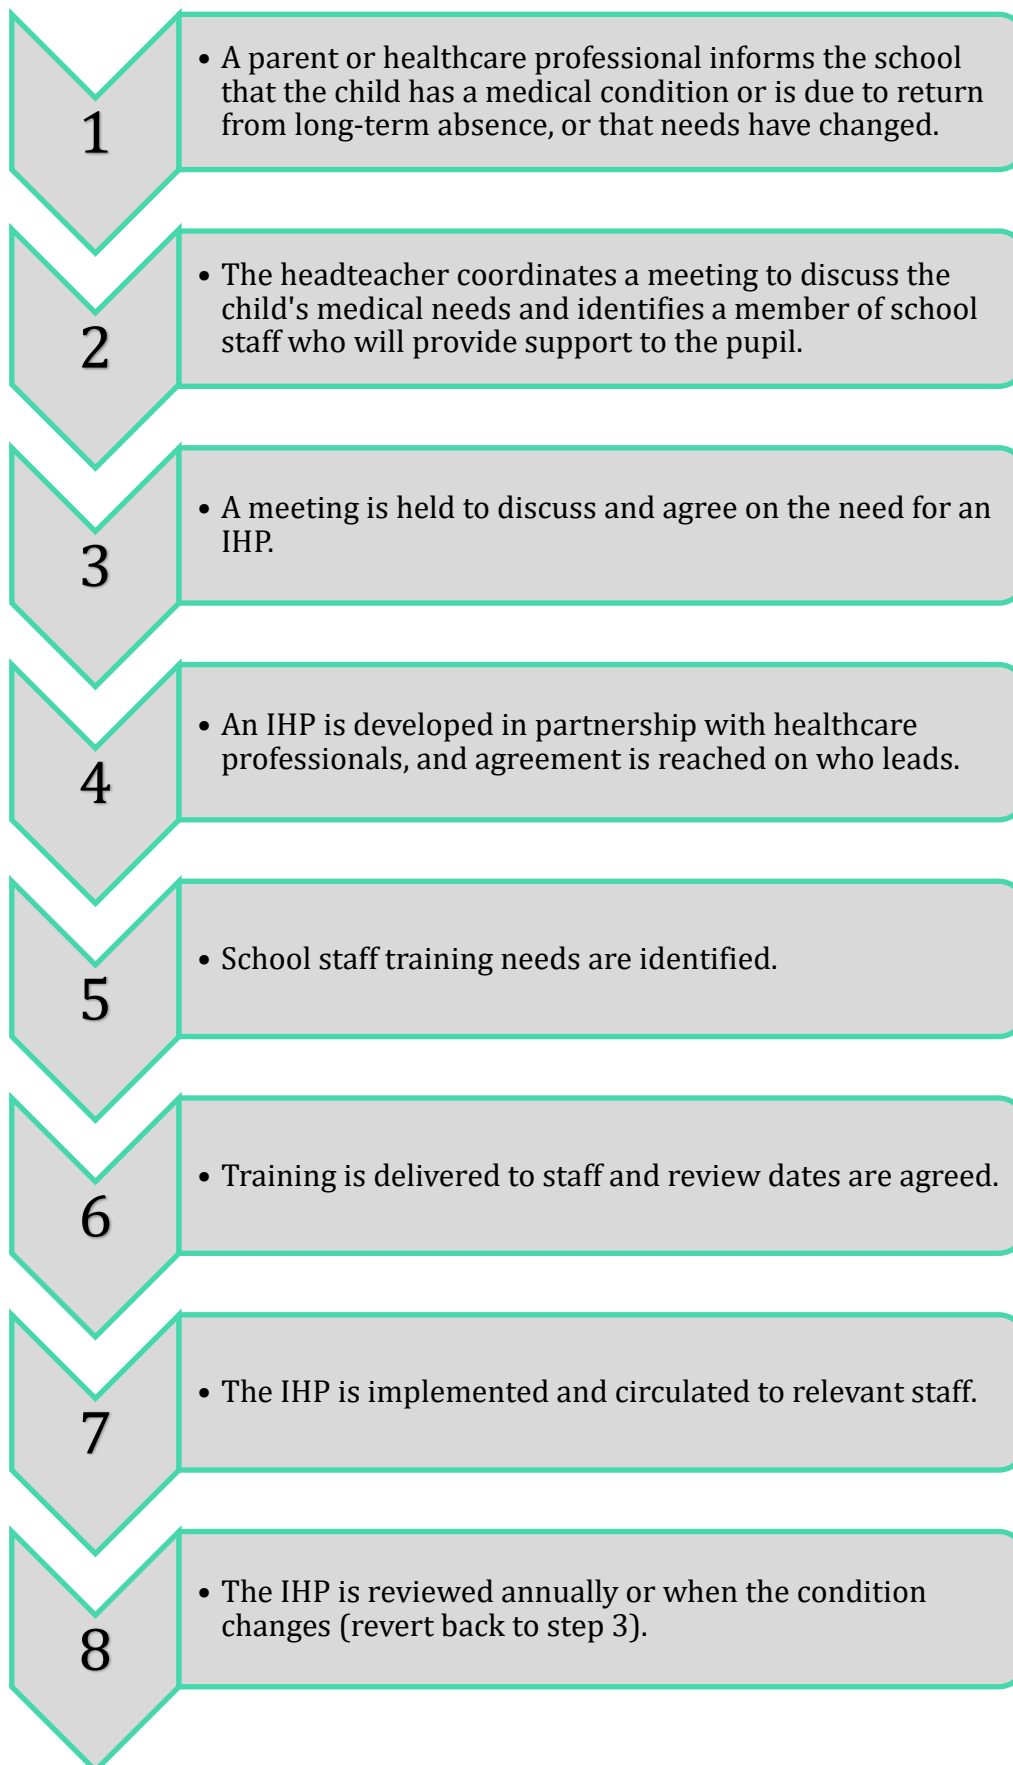 1
• A parent or healthcare professional informs the school
that the child has a medical condition or is due to return
from long-term absence, or that needs have changed.
2
• The headteacher coordinates a meeting to discuss the
child's medical needs and identifies a member of school
staff who will provide support to the pupil.
3
• A meeting is held to discuss and agree on the need for an
IHP.
4
• An IHP is developed in partnership with healthcare
professionals, and agreement is reached on who leads.
5
• School staff training needs are identified.
6
• Training is delivered to staff and review dates are agreed.
7
• The IHP is implemented and circulated to relevant staff.
8
• The IHP is reviewed annually or when the condition
changes (revert back to step 3).